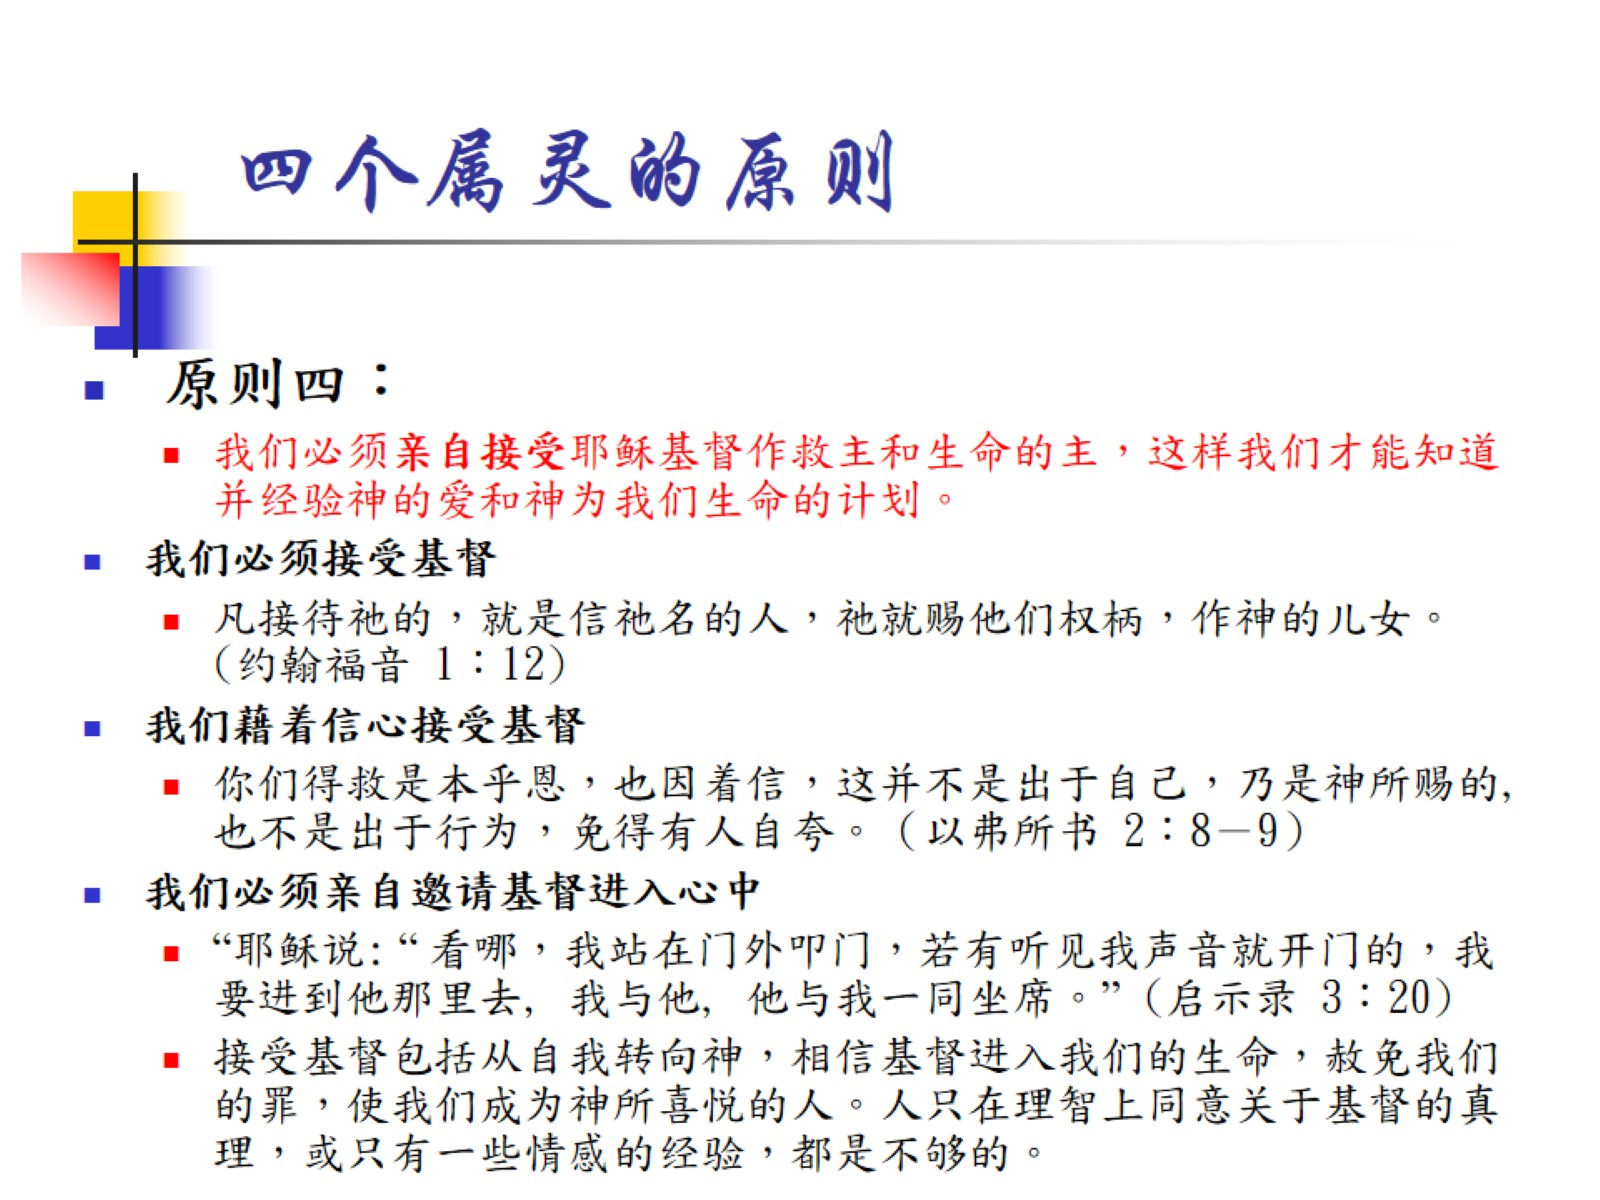 四个属灵的原则
原则四：
我们必须亲自接受耶稣基督作救主和生命的主，这样我们才能知道
并经验神的爱和神为我们生命的计划。
我们必须接受基督
凡接待祂的，就是信祂名的人，祂就赐他们权柄，作神的儿女。
（约翰福音 1：12）
我们藉着信心接受基督
你们得救是本乎恩，也因着信，这并不是出于自己，乃是神所赐的,
也不是出于行为，免得有人自夸。（以弗所书 2：8－9）
我们必须亲自邀请基督进入心中
“耶稣说:“看哪，我站在门外叩门，若有听见我声音就开门的，我
要进到他那里去, 我与他, 他与我一同坐席。”（启示录 3：20）
接受基督包括从自我转向神，相信基督进入我们的生命，赦免我们
的罪，使我们成为神所喜悦的人。人只在理智上同意关于基督的真
理，或只有一些情感的经验，都是不够的。